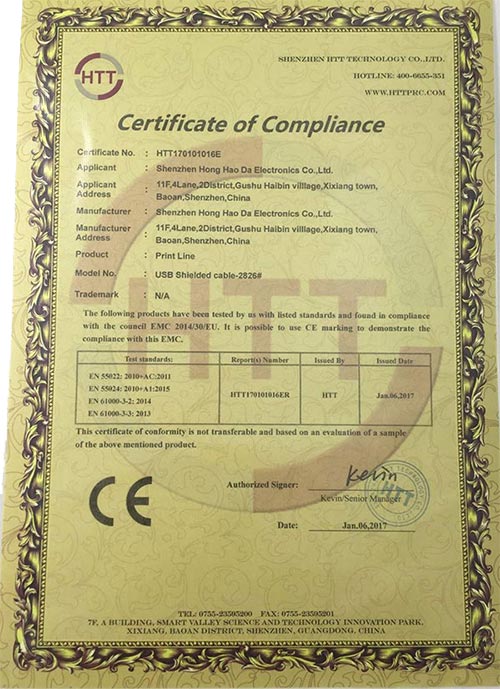 HTT
SHENZHEN HTT TECHNOLOGY CO.,LTD.
HOTLINE: 400-6655-351
WWW.HTTPRC.COM
Certificate of Compliance
Certificate No. : HTT170101016E
Applicant : Shenzhen Hong Hao Da Electronics Co.,Ltd.
Applicant : 11F,4Lane,2District,Gushu Haibin villlage,Xixiang town,
Address Baoan,Shenzhen,China
Manufacturer : Shenzhen Hong Hao Da Electronics Co.,Ltd.
Manufacturer : 11F,4Lane,2District,Gushu Haibin villlage,Xixiang town,
Address Baoan,Shenzhen,China
Product : Print Line
Model No. : USB Shielded cable-2826#
HTT
Trademark : N/A
The following products have been tested by us with listed standards and found in compliance
with the council EMC 2014/30/EU. It is possible to use CE marking to demonstrate the
compliance with this EMC.
Test standards: Report(s) Number Issued By Issued Date
EN 55022: 2010+AC:2011
EN 55024: 2010+A1:2015
EN 61000-3-2: 2014
EN 61000-3-3: 2013
HTT170101016ER HTT Jan.06,2017
This certificate of conformity is not transferable and based on an evaluation of a sample
of the above mentioned product.
CE
Authorized Signer: Kevin
Kevin/Senior Manager
HTT
Date: Jan.06,2017
TEL: 0755-23595200 FAX: 0755-23595201
7F, A BUILDING, SMART VALLEY SCIENCE AND TECHNOLOGY INNOVATION PARK,
XIXIANG, BAOAN DISTRICT, SHENZHEN, GUANGDONG, CHINA